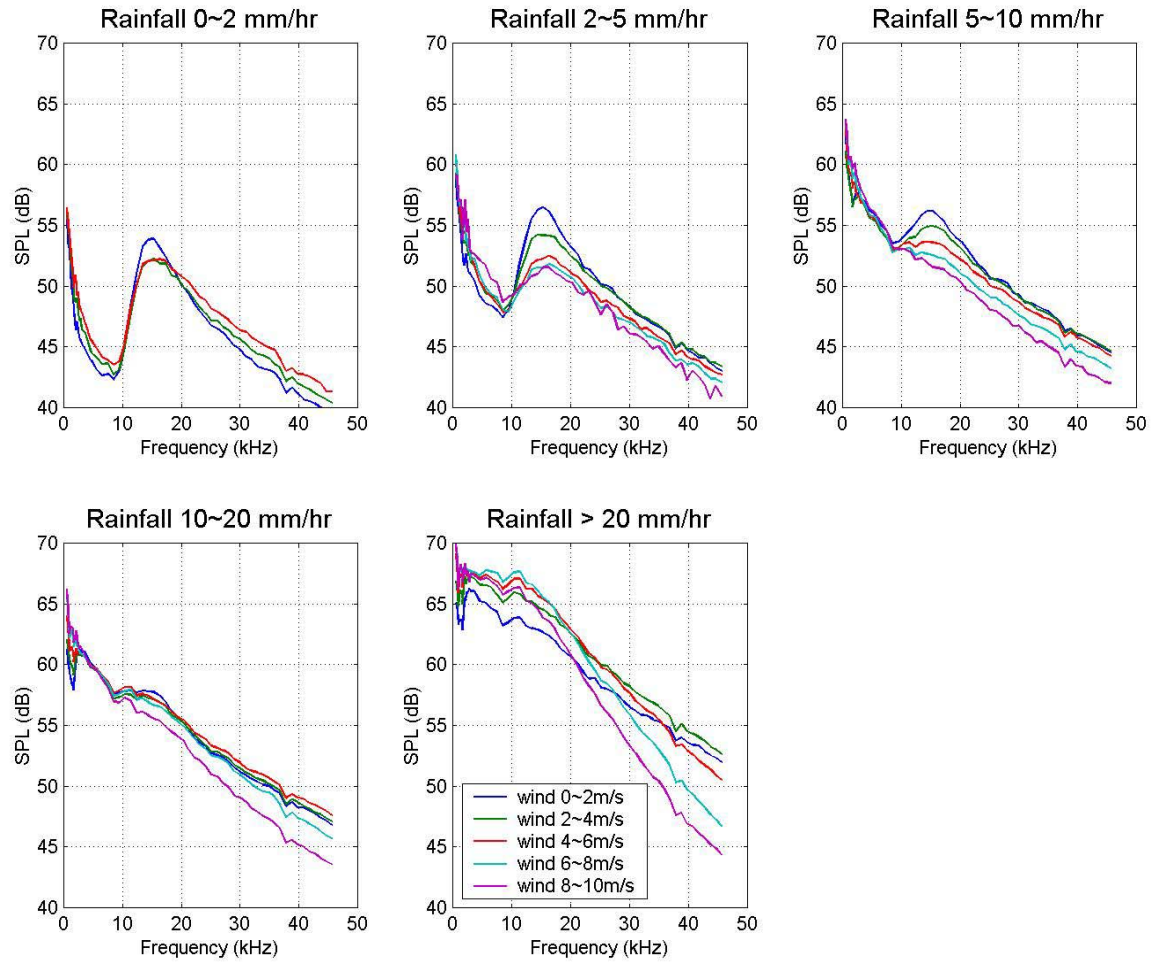 Rainfall 0~2 mm/hr
70
65
60
55
50
45
40
SPL (dB)
0 10 20 30 40 50
Frequency (kHz)
Rainfall 2~5 mm/hr
70
65
60
55
50
45
40
SPL (dB)
0 10 20 30 40 50
Frequency (kHz)
Rainfall 5~10 mm/hr
70
65
60
55
50
45
40
SPL (dB)
0 10 20 30 40 50
Frequency (kHz)
Rainfall 10~20 mm/hr
70
65
60
55
50
45
40
SPL (dB)
0 10 20 30 40 50
Frequency (kHz)
Rainfall > 20 mm/hr
70
65
60
55
50
45
40
SPL (dB)
wind 0~2m/s
wind 2~4m/s
wind 4~6m/s
wind 6~8m/s
wind 8~10m/s
0 10 20 30 40 50
Frequency (kHz)